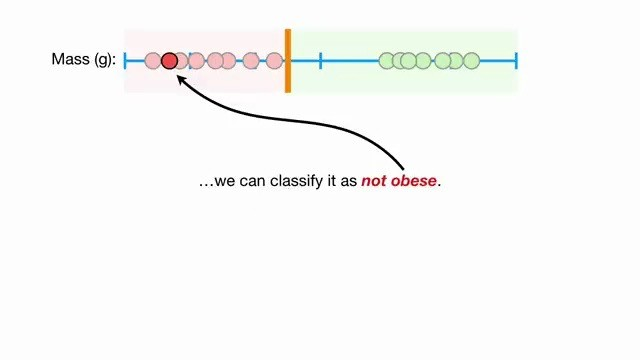 Mass (g):
…we can classify it as not obese.